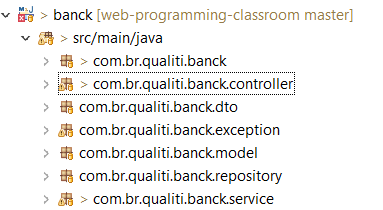 > banck [web-programming-classroom master]
> src/main/java
> com.br.qualiti.banck
> com.br.qualiti.banck.controller
com.br.qualiti.banck.dto
com.br.qualiti.banck.exception
com.br.qualiti.banck.model
com.br.qualiti.banck.repository
> com.br.qualiti.banck.service